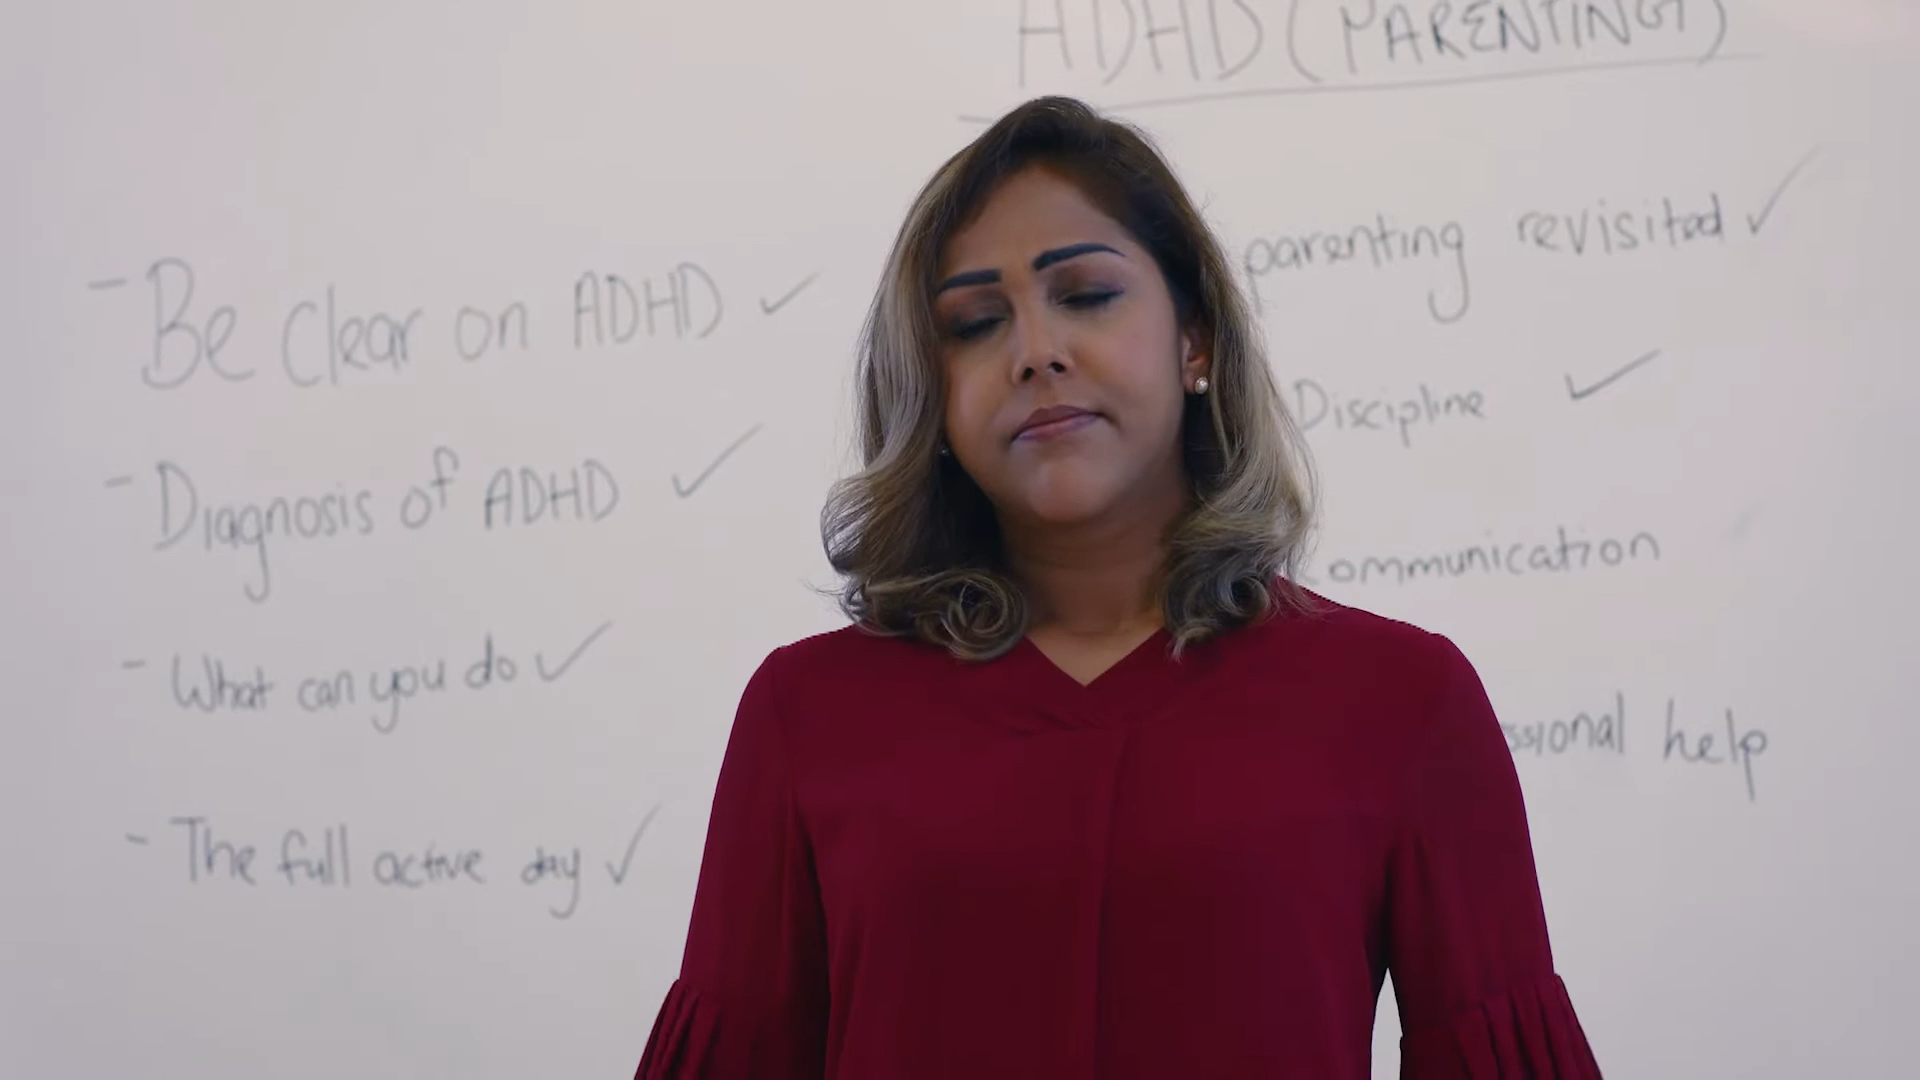 ADHD (PARENTING)
- Be clear on ADHD ✓
- Diagnosis of ADHD ✓
- What can you do ✓
- The full active day ✓
parenting revisited ✓
Discipline ✓
ommunication
ssional help